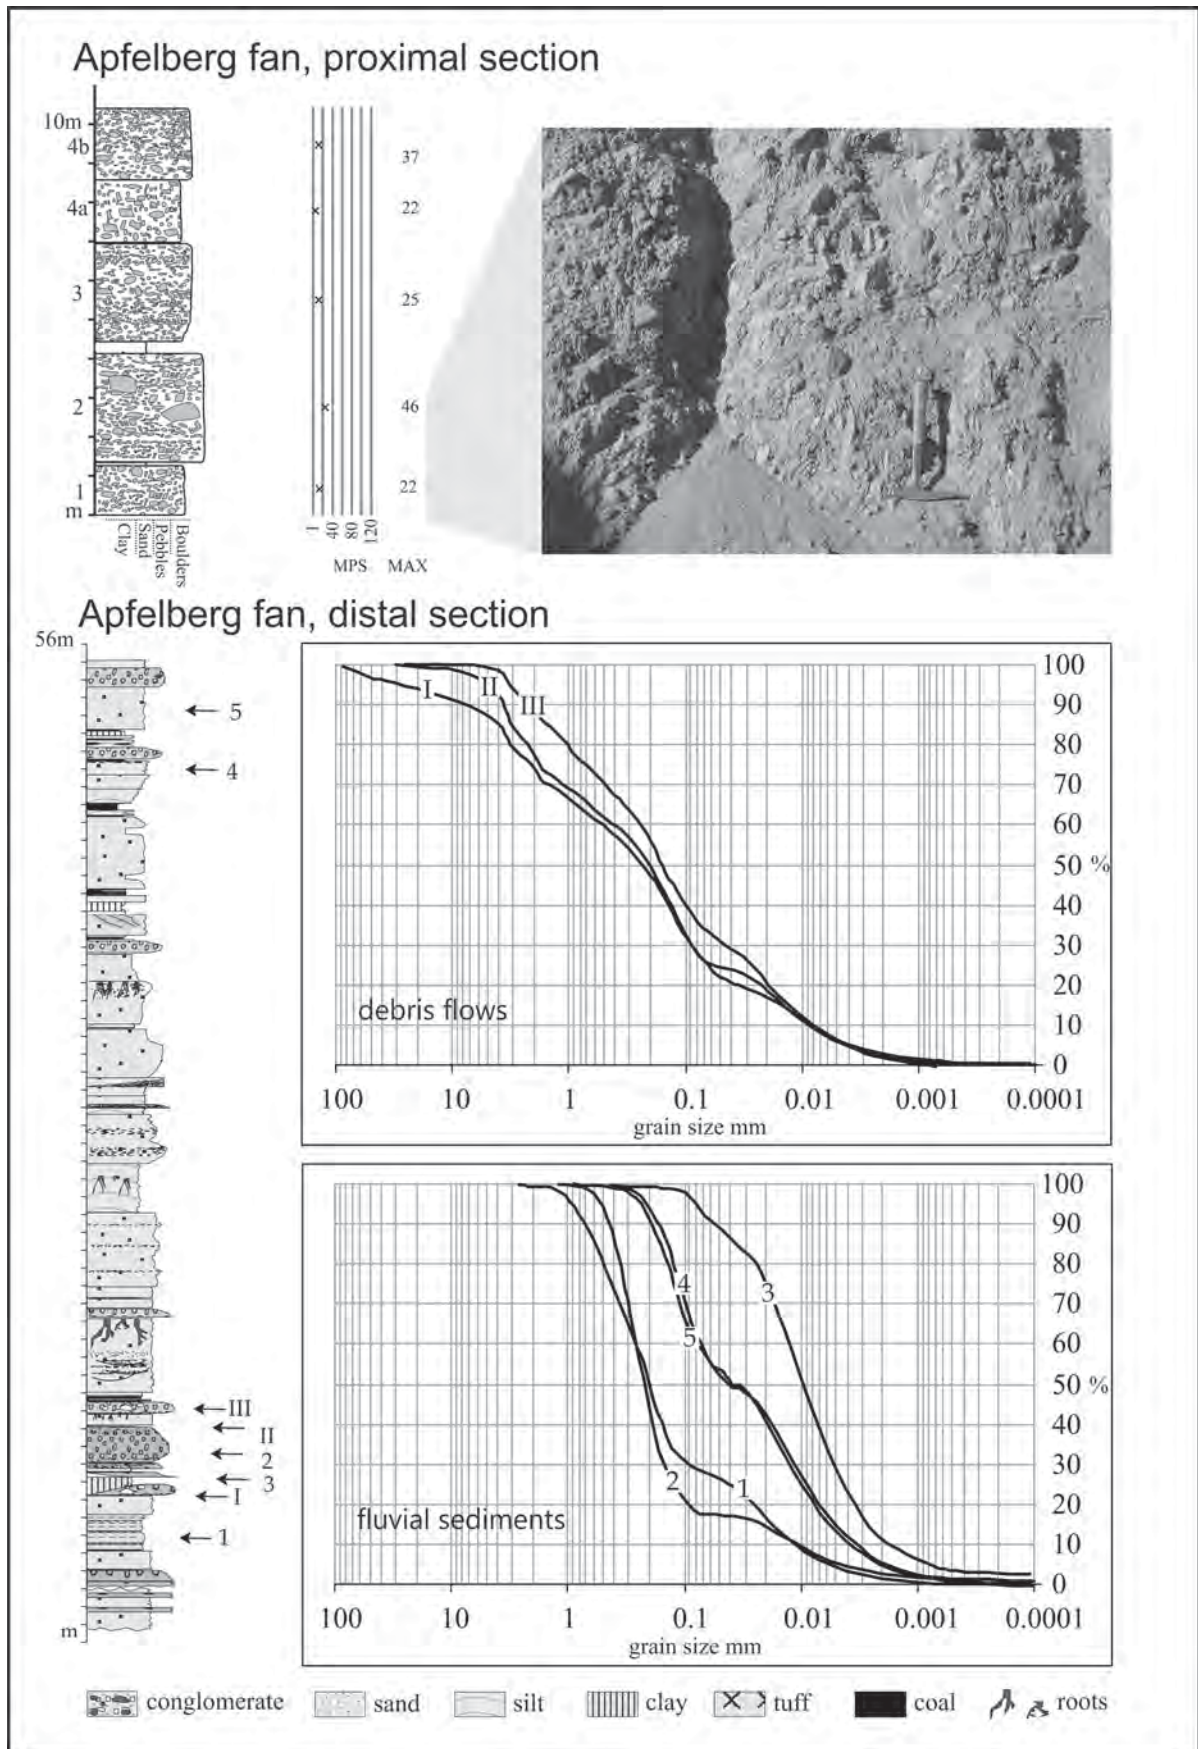 Apfelberg fan, proximal section
10m
4b
4a
3
2
1
m
Clay
Sand
Pebbles
Boulders
37
22
25
46
22
1
40
80
120
MPS MAX
Apfelberg fan, distal section
56m
5
4
III
II
2
3
I
1
m
I II III
100
90
80
70
60
50 %
40
30
20
10
0
debris flows
100 10 1 0.1 0.01 0.001 0.0001
grain size mm
100
90
80
70
60
50 %
40
30
20
10
0
4
5
3
2
1
fluvial sediments
100 10 1 0.1 0.01 0.001 0.0001
grain size mm
conglomerate sand silt clay tuff coal roots